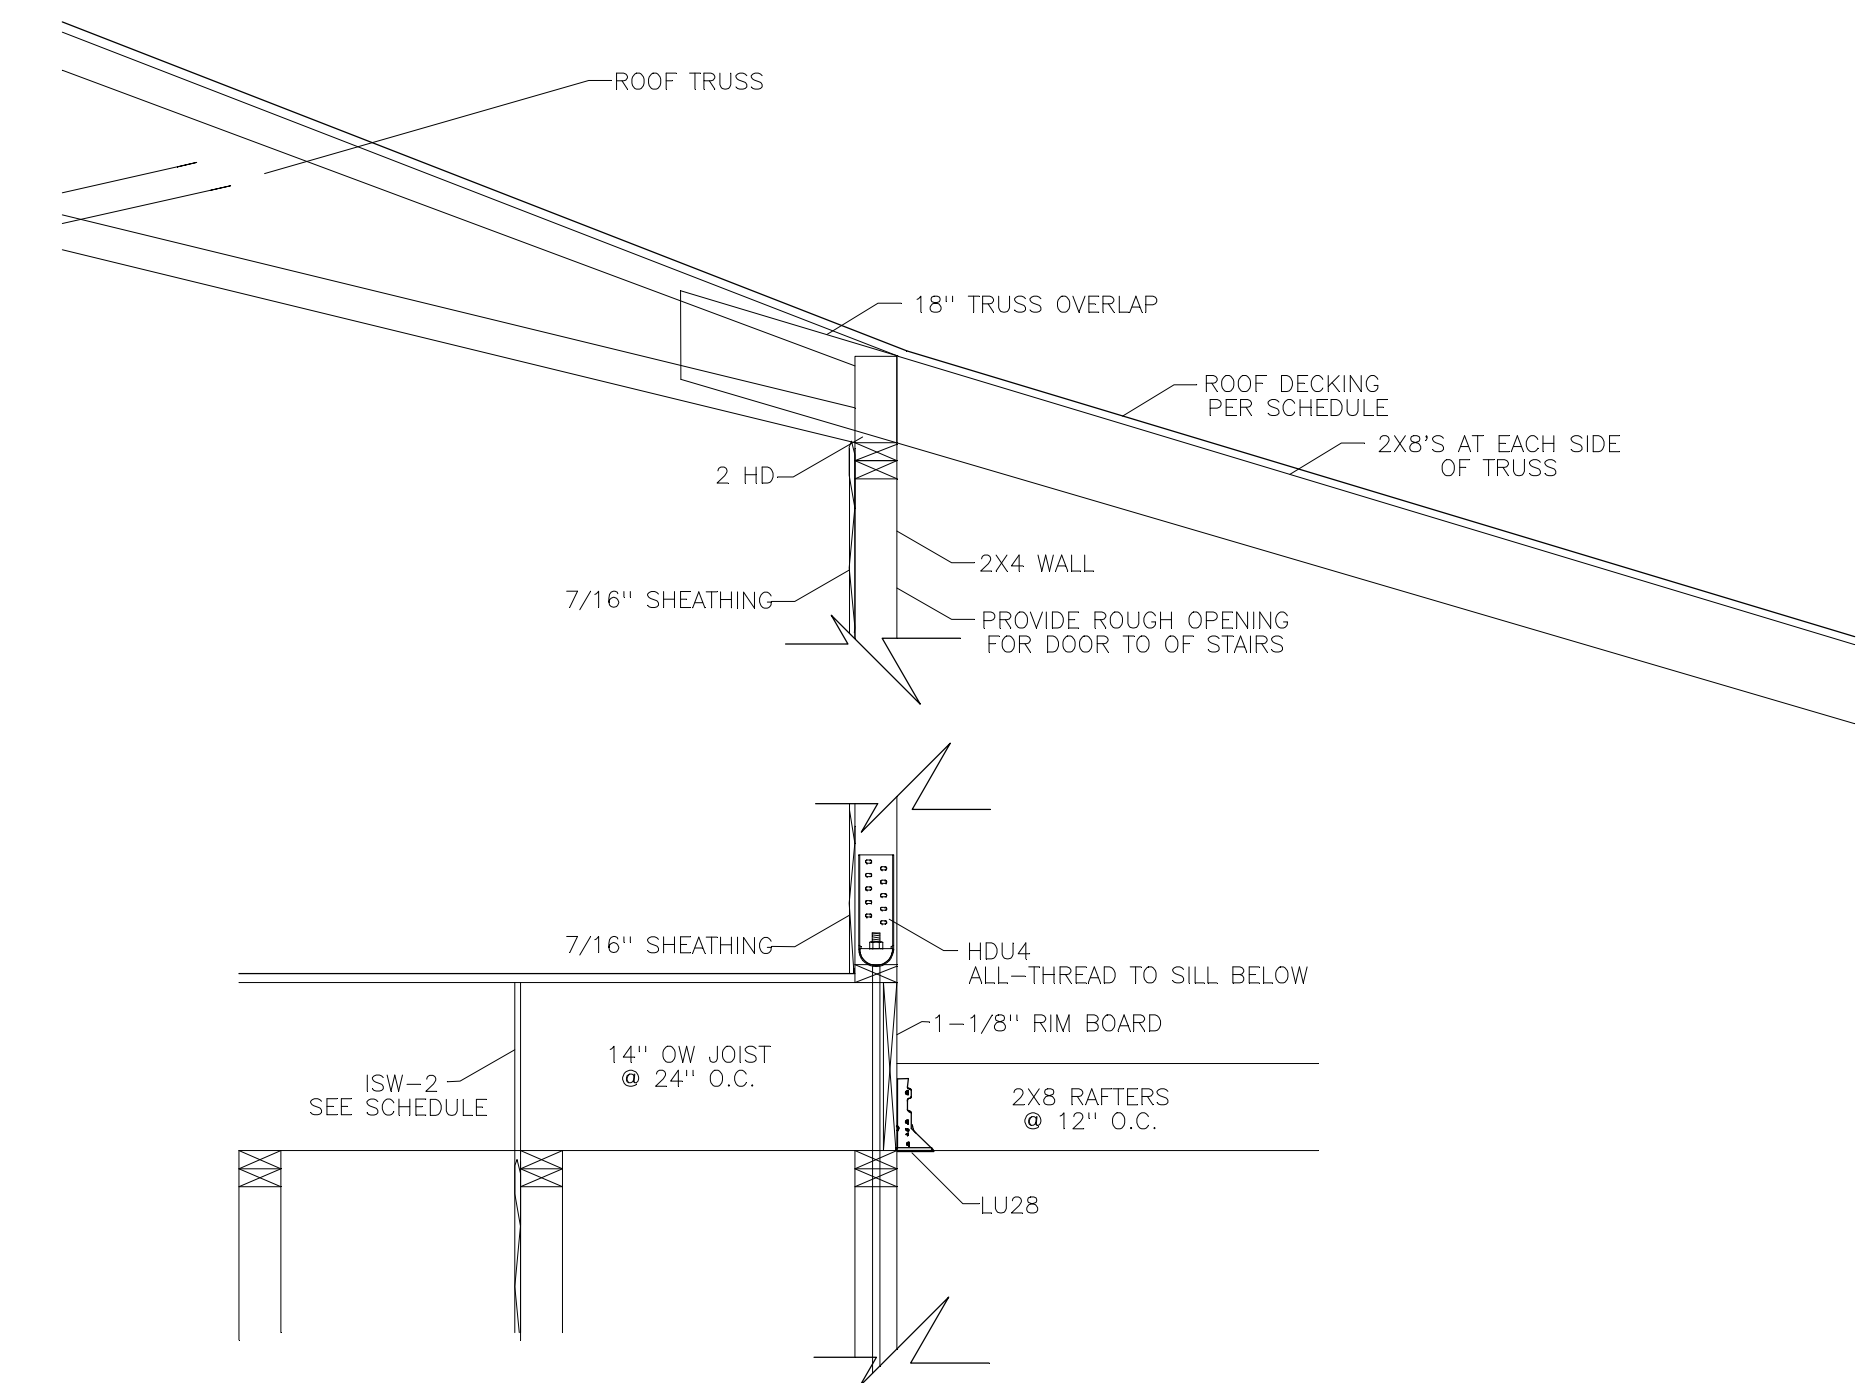 ROOF TRUSS
18" TRUSS OVERLAP
ROOF DECKING
PER SCHEDULE
2X8'S AT EACH SIDE
OF TRUSS
2 HD
2X4 WALL
7/16" SHEATHING
PROVIDE ROUGH OPENING
FOR DOOR TO OF STAIRS
7/16" SHEATHING
HDU4
ALL-THREAD TO SILL BELOW
1-1/8" RIM BOARD
14" OW JOIST
@ 24" O.C.
ISW-2
SEE SCHEDULE
2X8 RAFTERS
@ 12" O.C.
LU28